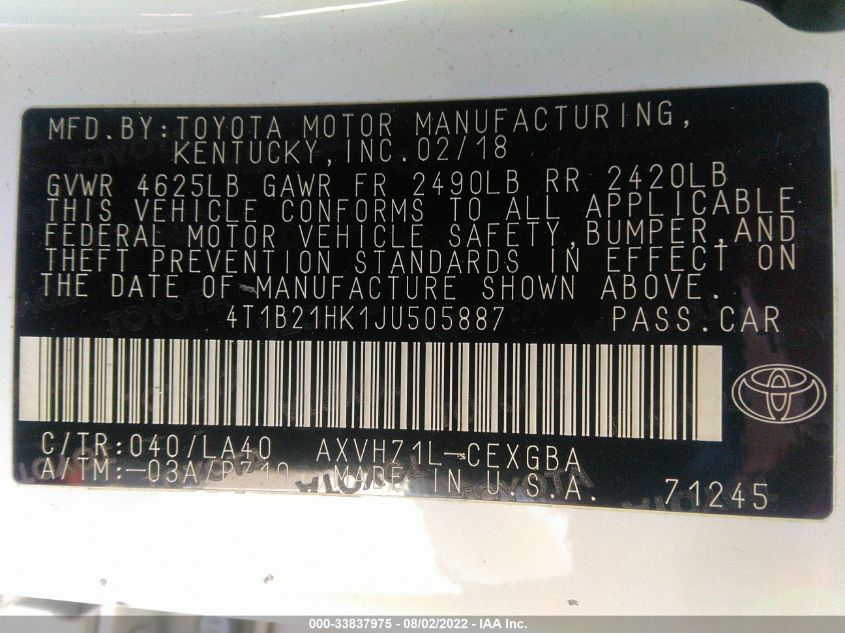 MFD.BY:TOYOTA MOTOR MANUFACTURING,
KENTUCKY,INC.02/18
GVWR 4625LB GAWR FR 2490LB RR 2420LB
THIS VEHICLE CONFORMS TO ALL APPLICABLE
FEDERAL MOTOR VEHICLE SAFETY,BUMPER,AND
THEFT PREVENTION STANDARDS IN EFFECT ON
THE DATE OF MANUFACTURE SHOWN ABOVE.
4T1B21HK1JU505887 PASS.CAR
C/TR:040/LA40 AXVH71L-CEXGBA
A/TM:-03A/P710 MADE IN U.S.A. 71245
000-33837975 - 08/02/2022 - IAA Inc.